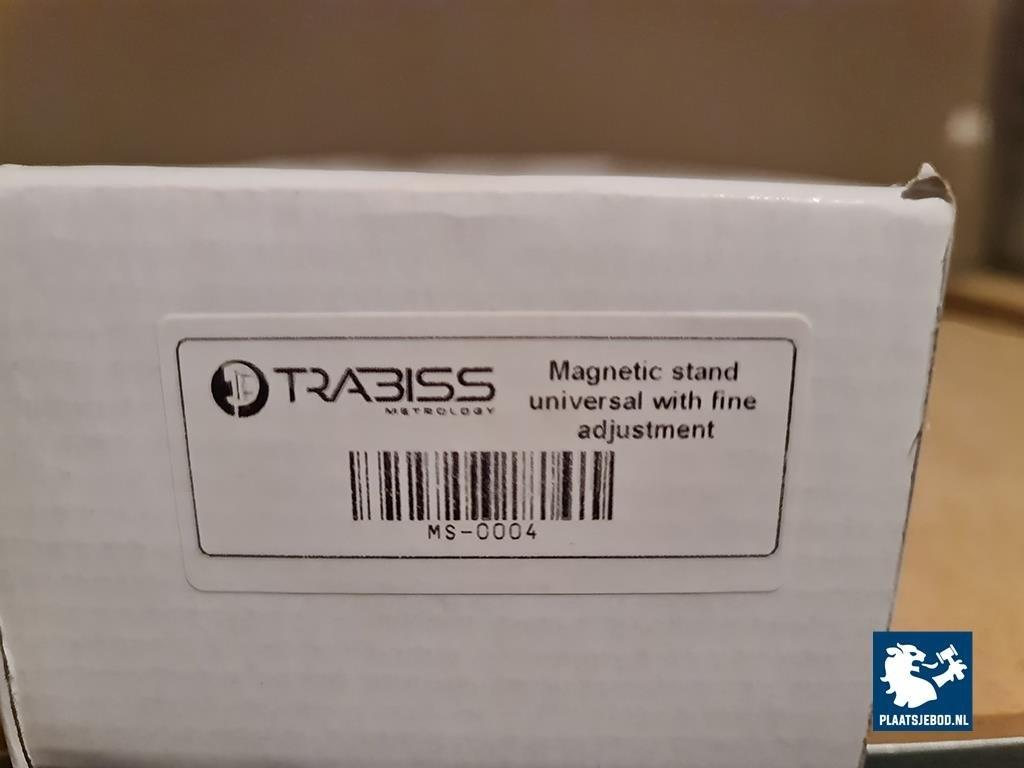 TRABISS
METROLOGY
Magnetic stand
universal with fine
adjustment
MS-0004
PLAATSJEBOD.NL